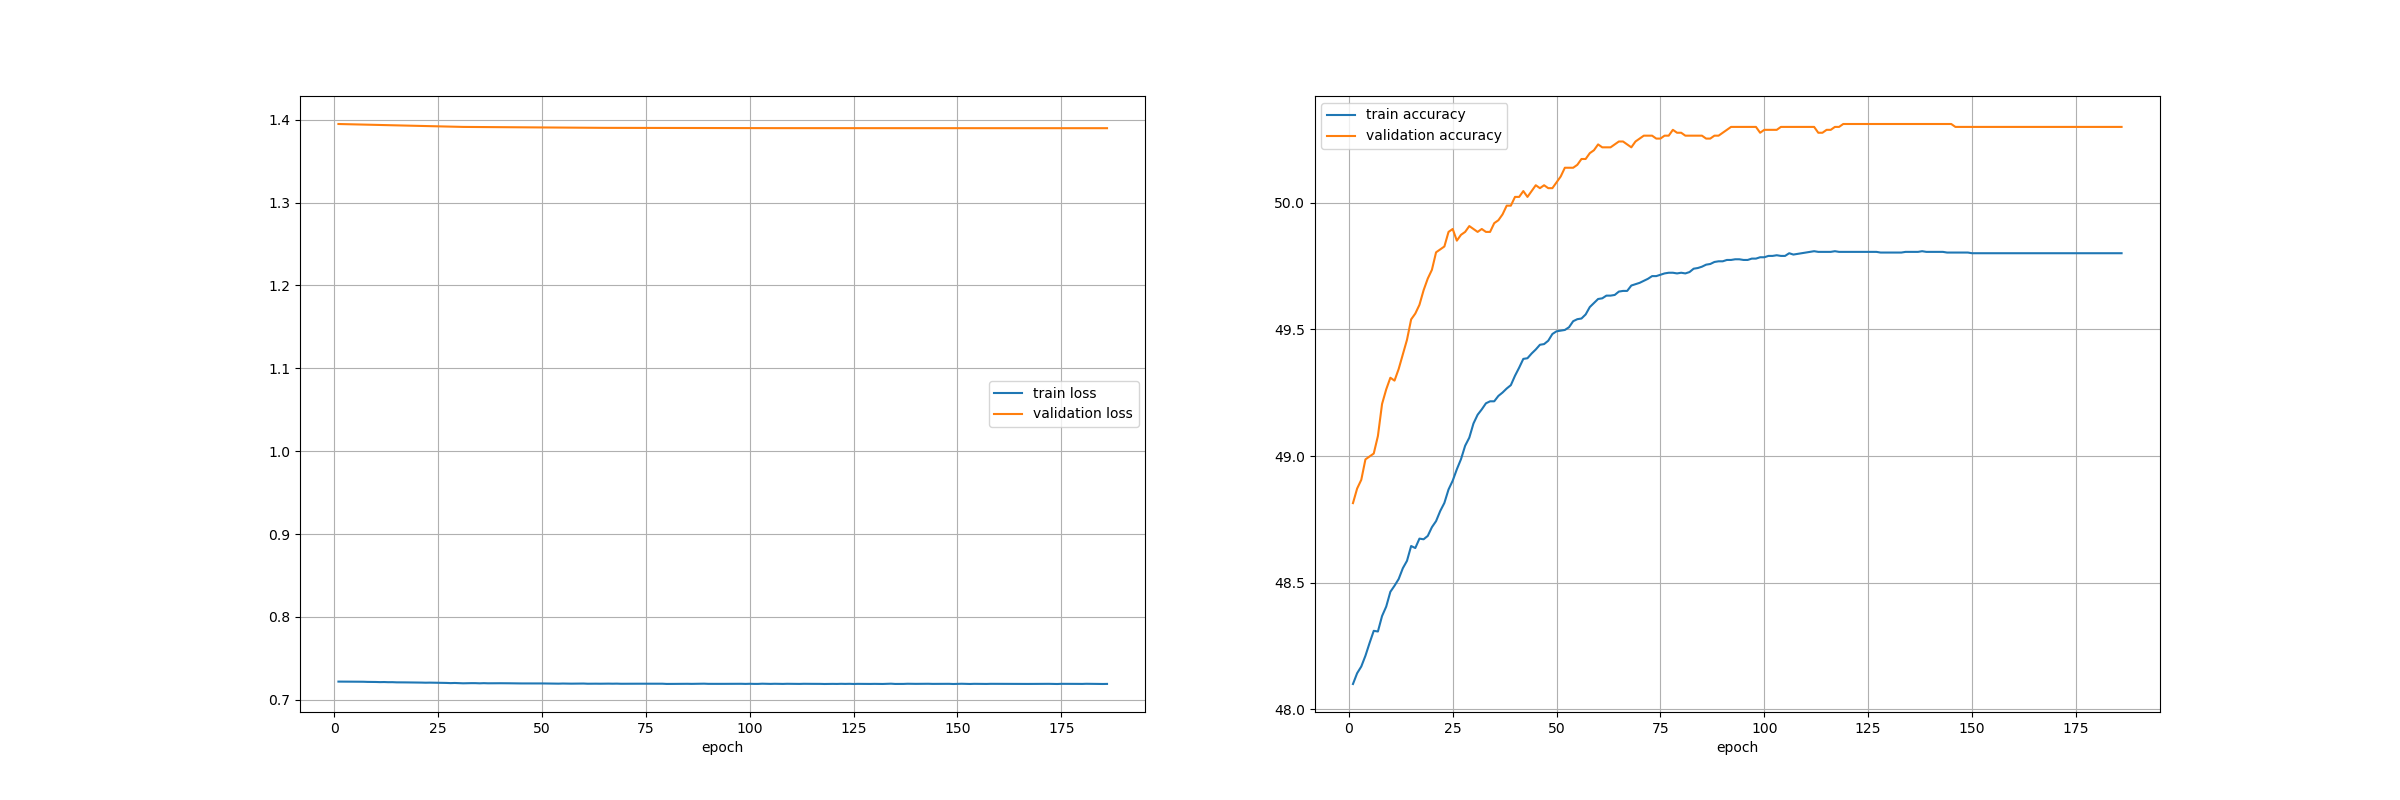 1.4
1.3
1.2
1.1
1.0
0.9
0.8
0.7
train loss
validation loss
0 25 50 75 100 125 150 175
epoch
train accuracy
validation accuracy
50.0
49.5
49.0
48.5
48.0
0 25 50 75 100 125 150 175
epoch